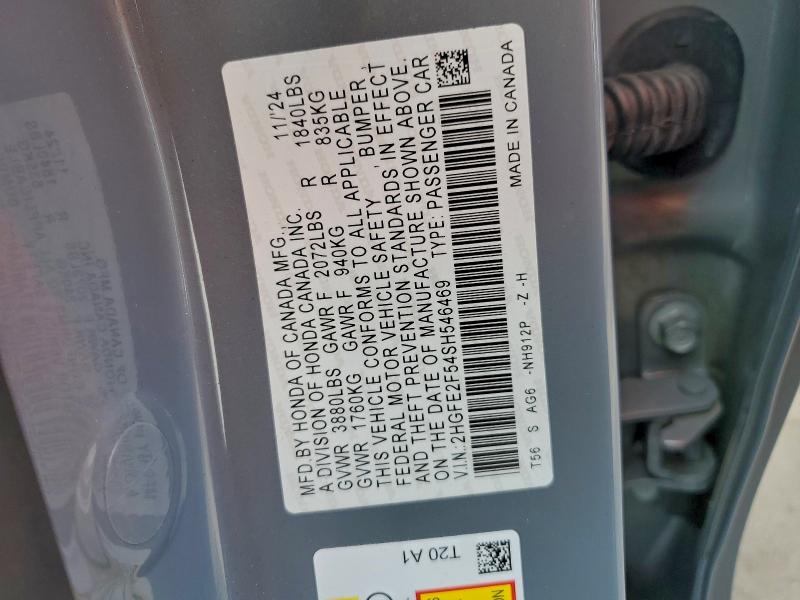 MFD.BY HONDA OF CANADA MFG., 11/'24
A DIVISION OF HONDA CANADA INC.
GVWR 3880LBS GAWR F 2072LBS R 1840LBS
GVWR 1760KG GAWR F 940KG R 835KG
THIS VEHICLE CONFORMS TO ALL APPLICABLE
FEDERAL MOTOR VEHICLE SAFETY, BUMPER,
AND THEFT PREVENTION STANDARDS IN EFFECT
ON THE DATE OF MANUFACTURE SHOWN ABOVE.
V.I.N.:2HGFE2F54SH546469 TYPE: PASSENGER CAR
T56 S AG6 -NH912P -Z -H MADE IN CANADA
T20 A1